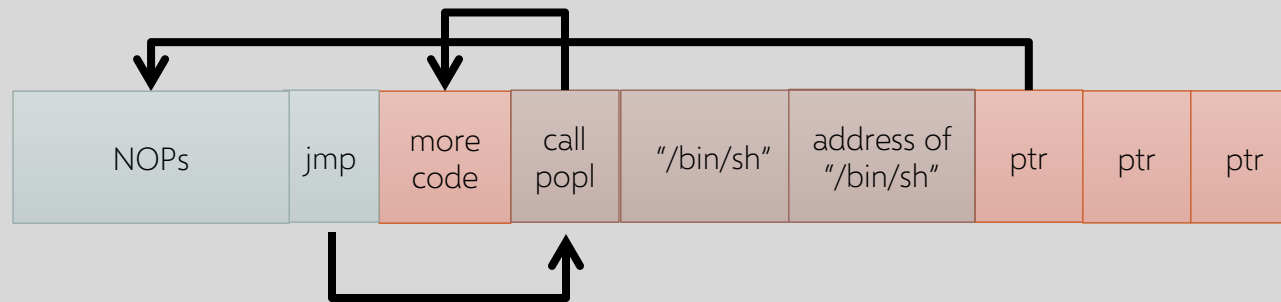 NOPs
jmp
more
code
call
popl
“/bin/sh”
address of
“/bin/sh”
ptr
ptr
ptr